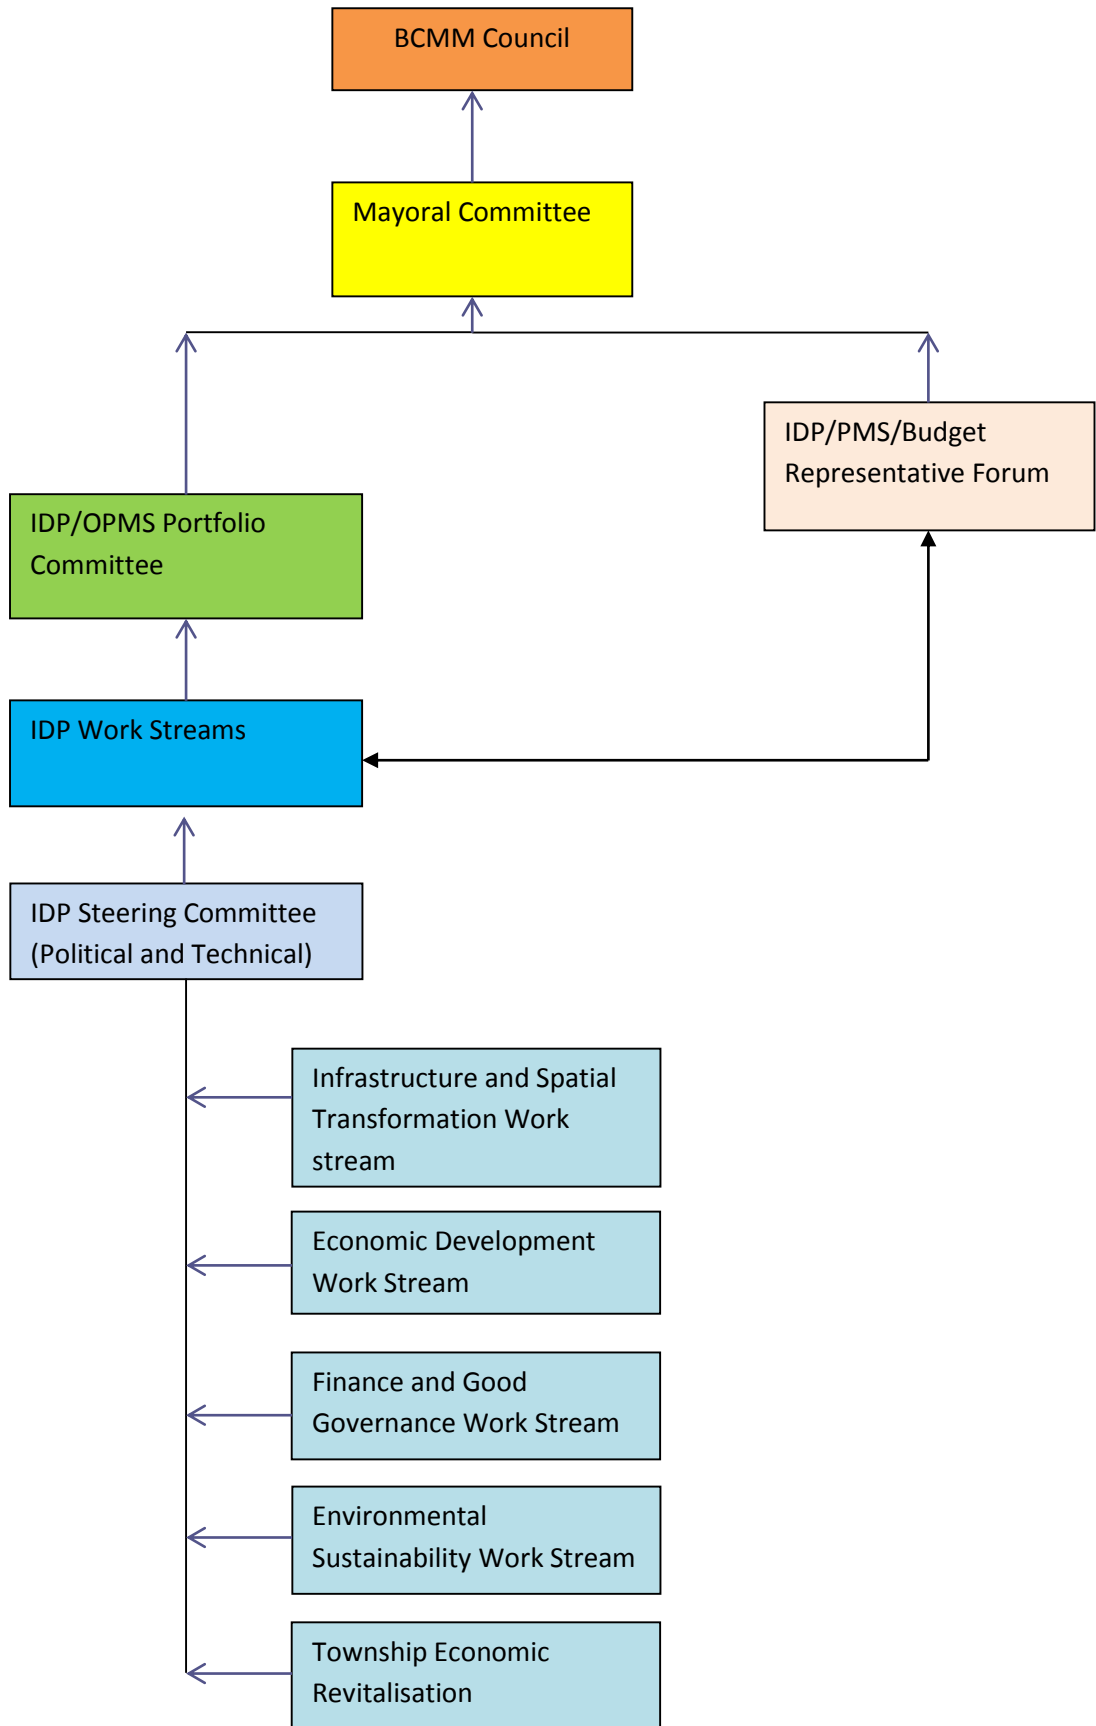 BCMM Council
Mayoral Committee
IDP/PMS/Budget
Representative Forum
IDP/OPMS Portfolio
Committee
IDP Work Streams
IDP Steering Committee
(Political and Technical)
Infrastructure and Spatial
Transformation Work
stream
Economic Development
Work Stream
Finance and Good
Governance Work Stream
Environmental
Sustainability Work Stream
Township Economic
Revitalisation